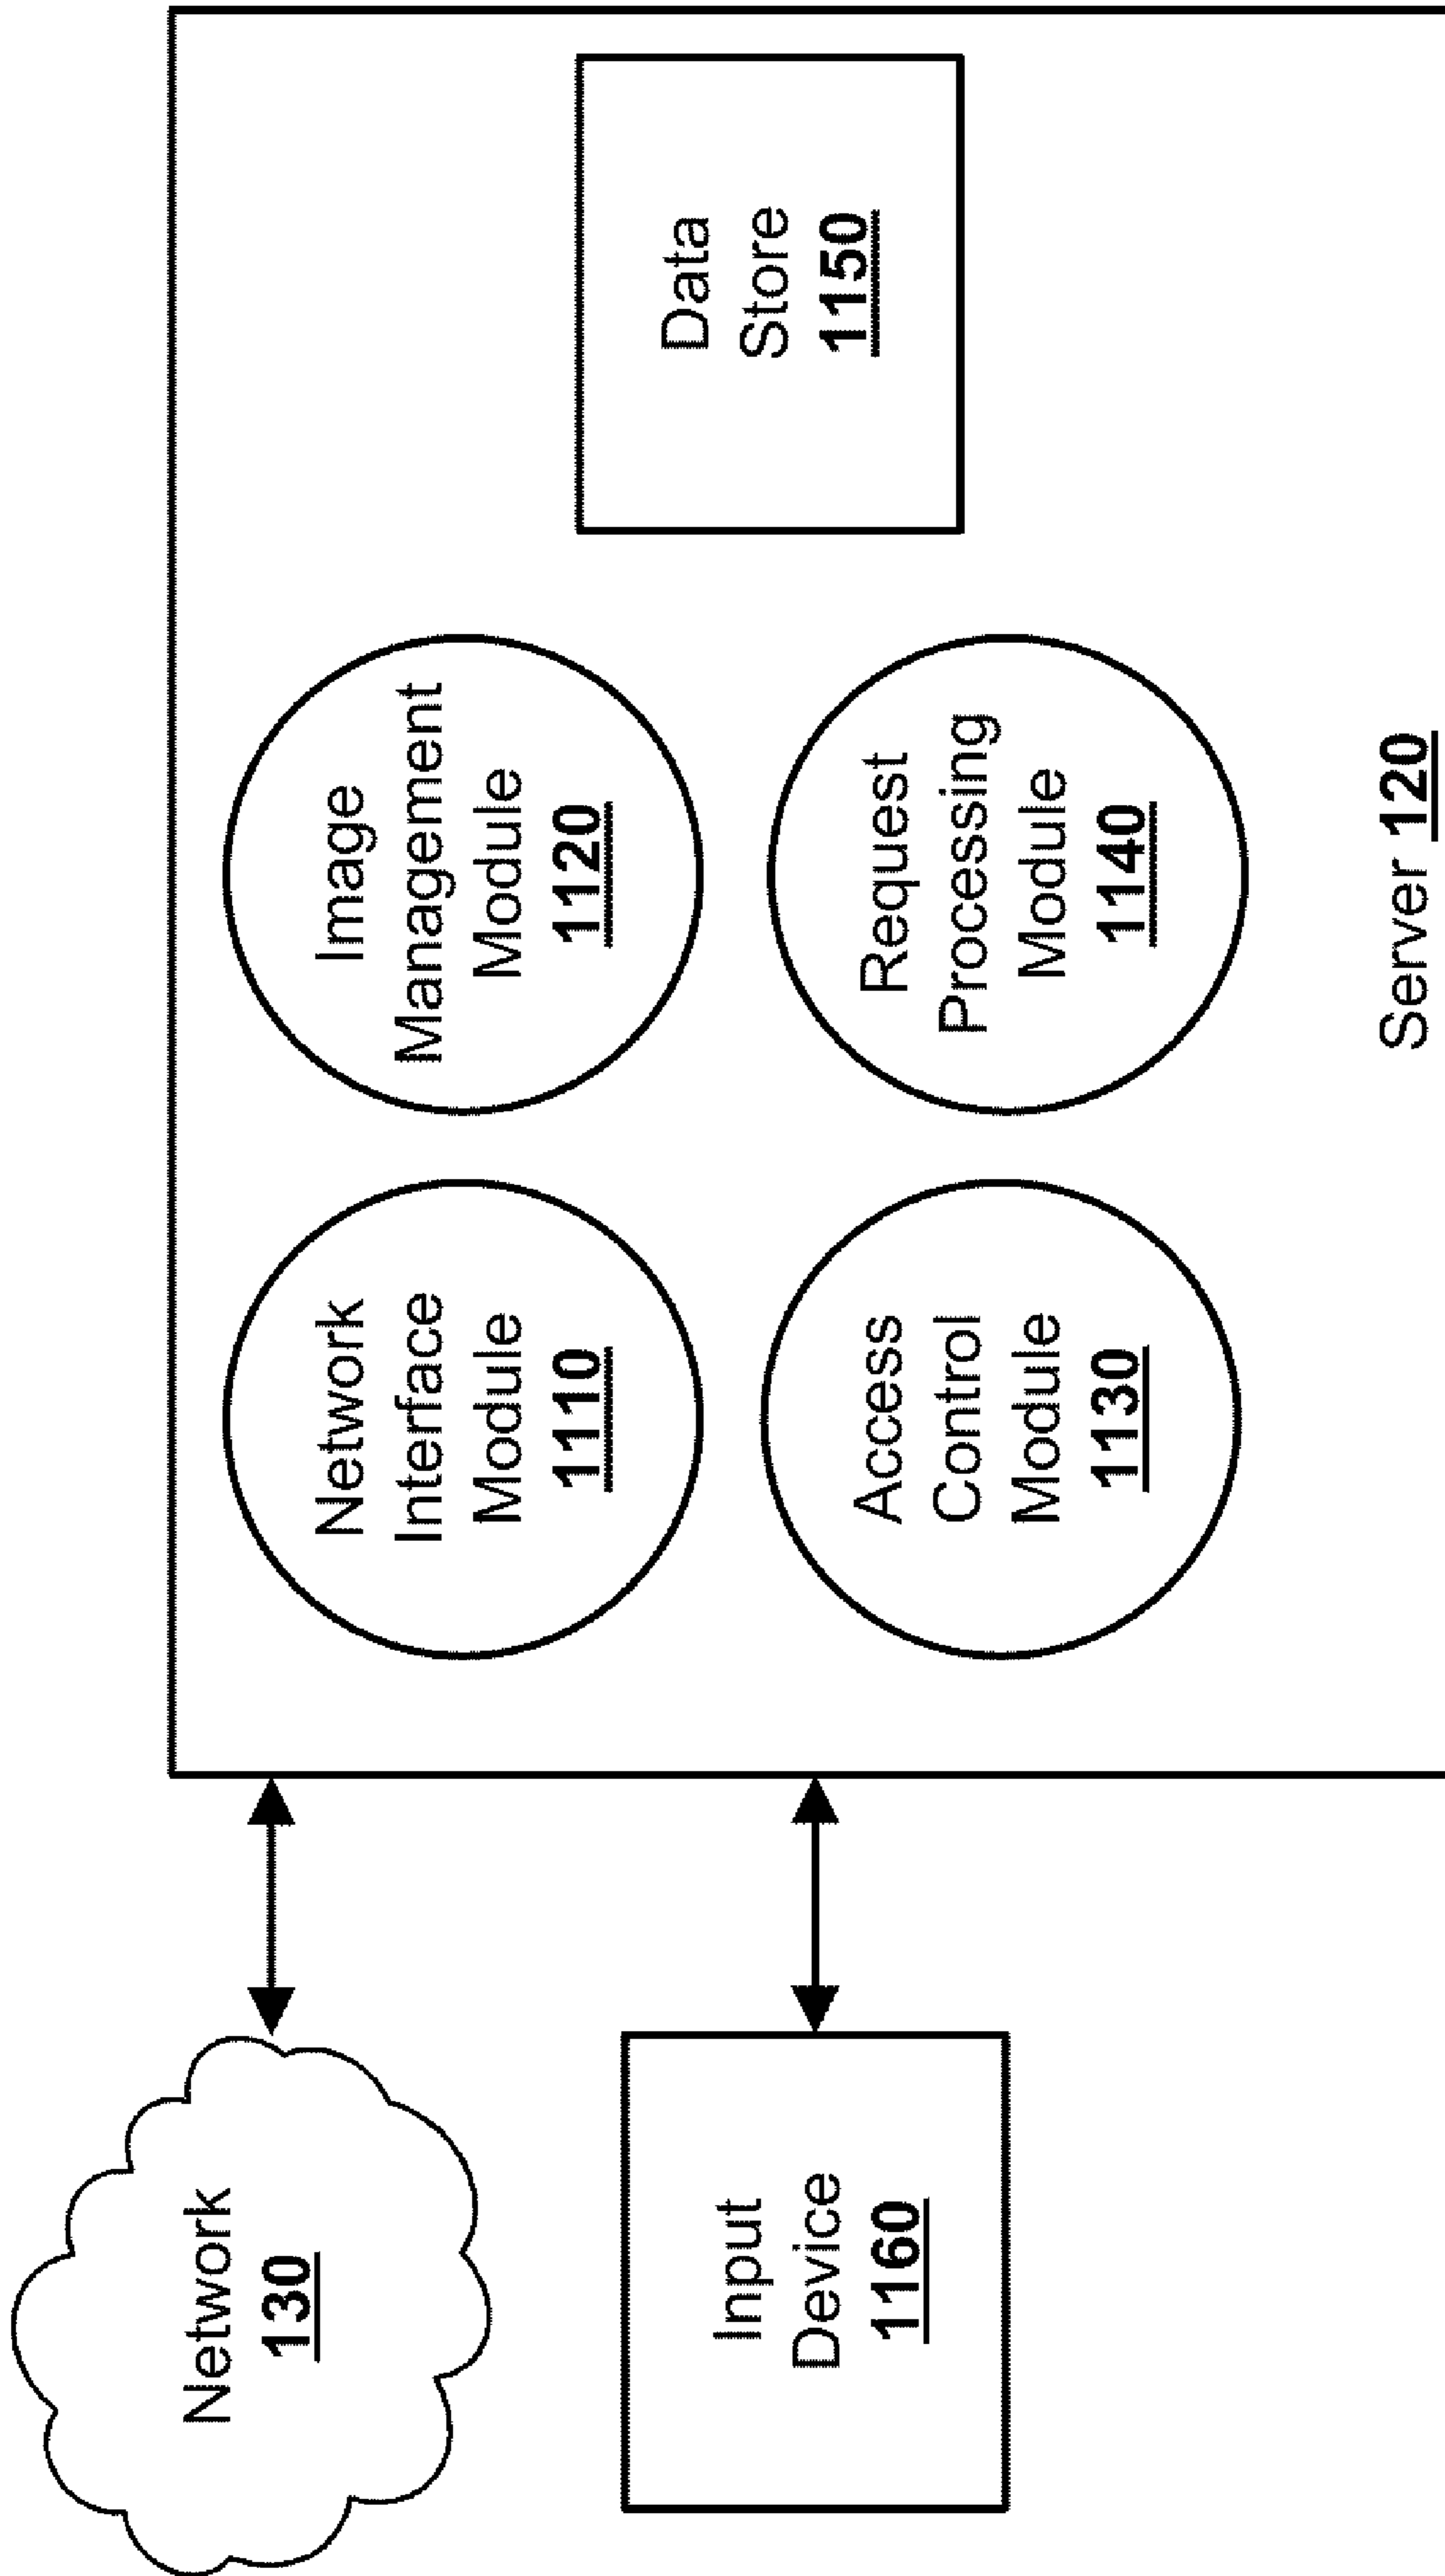 Network
130
Input
Device
1160
Network
Interface
Module
1110
Image
Management
Module
1120
Access
Control
Module
1130
Request
Processing
Module
1140
Data
Store
1150
Server 120